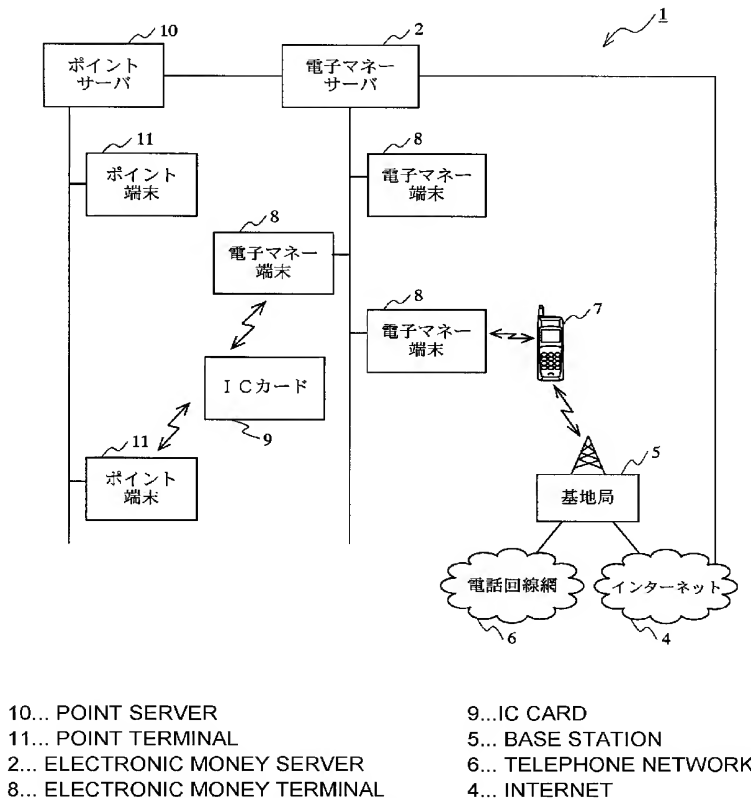 10
2
1
ポイント
サーバ
電子マネー
サーバ
11
ポイント
端末
8
電子マネー
端末
8
電子マネー
端末
8
電子マネー
端末
7
ＩＣカード
9
11
ポイント
端末
5
基地局
電話回線網
インターネット
6
4
10... POINT SERVER
11... POINT TERMINAL
2... ELECTRONIC MONEY SERVER
8... ELECTRONIC MONEY TERMINAL
9...IC CARD
5... BASE STATION
6... TELEPHONE NETWORK
4... INTERNET